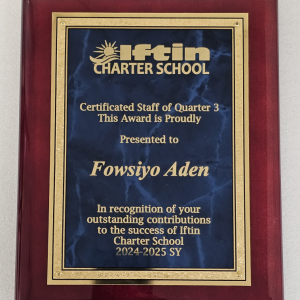 Iftin
CHARTER SCHOOL
Certificated Staff of Quarter 3
This Award is Proudly
Presented to
Fowsiyo Aden
In recognition of your
outstanding contributions
to the success of Iftin
Charter School
2024-2025 SY